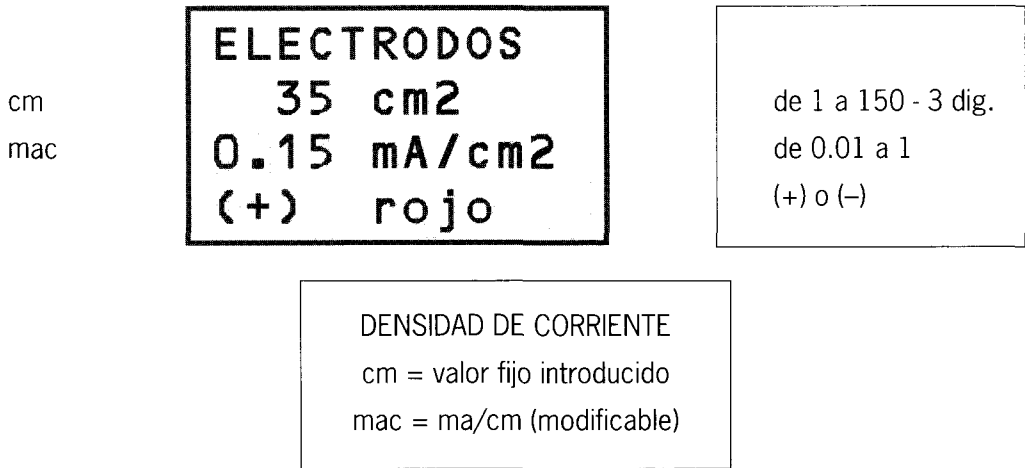 ELECTRODOS
cm 35 cm2 de 1 a 150 - 3 dig.
mac 0.15 mA/cm2 de 0.01 a 1
(+) rojo (+) o (–)
DENSIDAD DE CORRIENTE
cm = valor fijo introducido
mac = ma/cm (modificable)